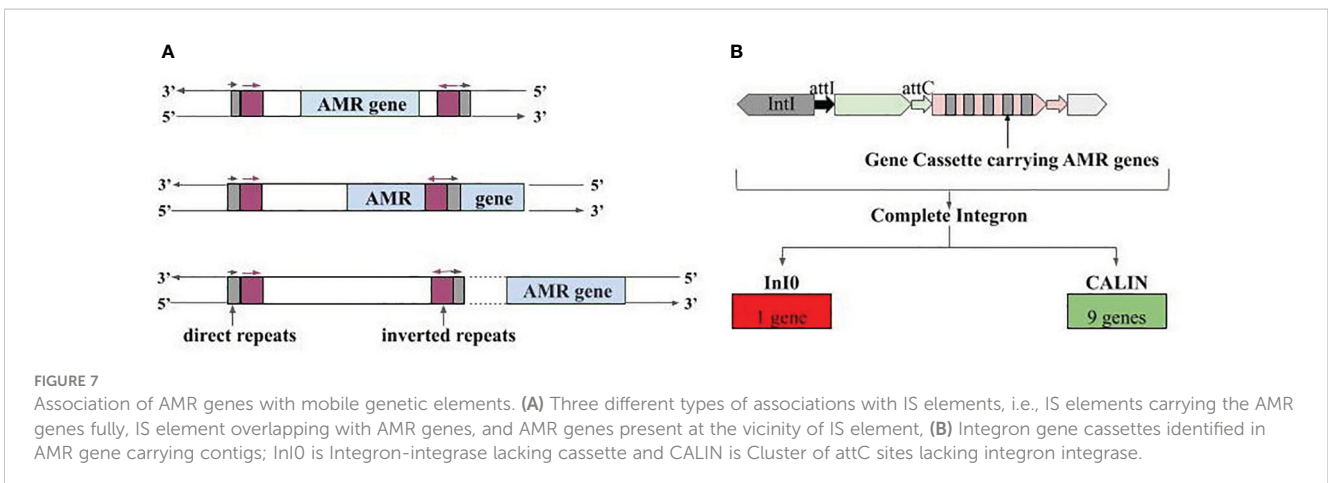 A
3' 5'
AMR gene
5' 3'
3' 5'
AMR gene
5' 3'
3' 5'
AMR gene
5' 3'
direct repeats inverted repeats
B
attI attC
IntI
Gene Cassette carrying AMR genes
Complete Integron
InI0 CALIN
1 gene 9 genes
FIGURE 7
Association of AMR genes with mobile genetic elements. (A) Three different types of associations with IS elements, i.e., IS elements carrying the AMR
genes fully, IS element overlapping with AMR genes, and AMR genes present at the vicinity of IS element, (B) Integron gene cassettes identified in
AMR gene carrying contigs; InI0 is Integron-integrase lacking cassette and CALIN is Cluster of attC sites lacking integron integrase.